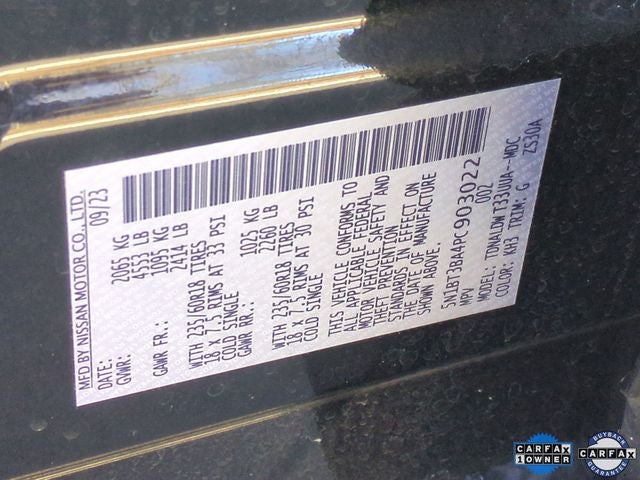 MFD BY NISSAN MOTOR CO., LTD.
DATE: 09/23
GVWR: 2065 KG
4553 LB
GAWR FR.: 1095 KG
2414 LB
WITH 235/60R18 TIRES
18 X 7.5 RIMS AT 33 PSI
COLD SINGLE
GAWR RR.: 1025 KG
2260 LB
WITH 235/60R18 TIRES
18 X 7.5 RIMS AT 30 PSI
COLD SINGLE
THIS VEHICLE CONFORMS TO
ALL APPLICABLE FEDERAL
MOTOR VEHICLE SAFETY AND
THEFT PREVENTION
STANDARDS IN EFFECT ON
THE DATE OF MANUFACTURE
SHOWN ABOVE.
5N1BT3BA4PC903022
MPV 002
MODEL: TDNALDW T33UUA--MDC
COLOR: KH3 TRIM: G ZS30A
CARFAX
1 OWNER
BUYBACK
CARFAX
GUARANTEE